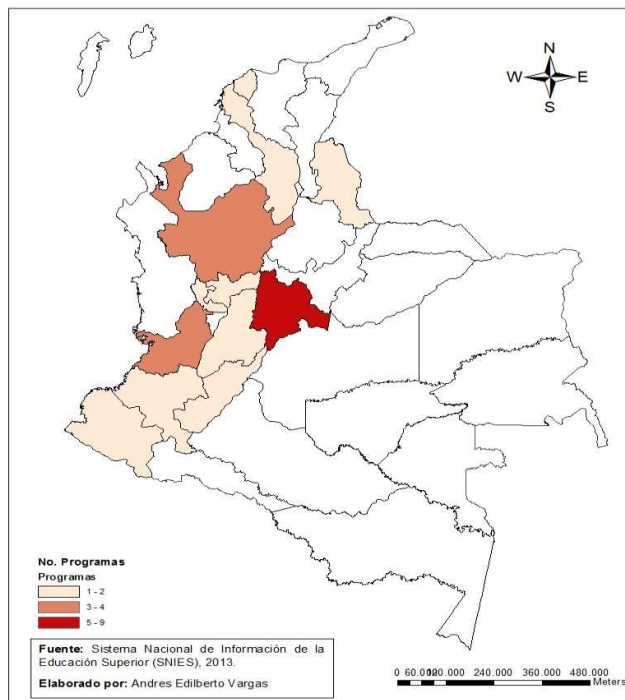 N
W E
S
No. Programas
Programas
1 - 2
3 - 4
5 - 9
Fuente: Sistema Nacional de Información de la
Educación Superior (SNIES), 2013.
Elaborado por: Andres Edilberto Vargas
240.000 360.000 480.000
Meters